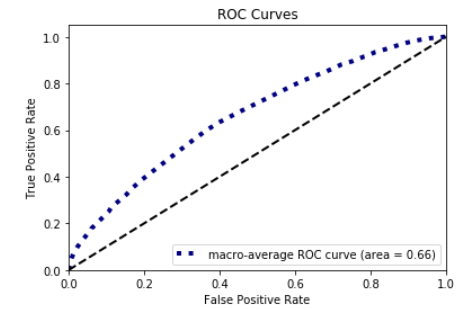 ROC Curves
True Positive Rate
1.0
0.8
0.6
0.4
0.2
0.0
macro-average ROC curve (area = 0.66)
0.0 0.2 0.4 0.6 0.8 1.0
False Positive Rate